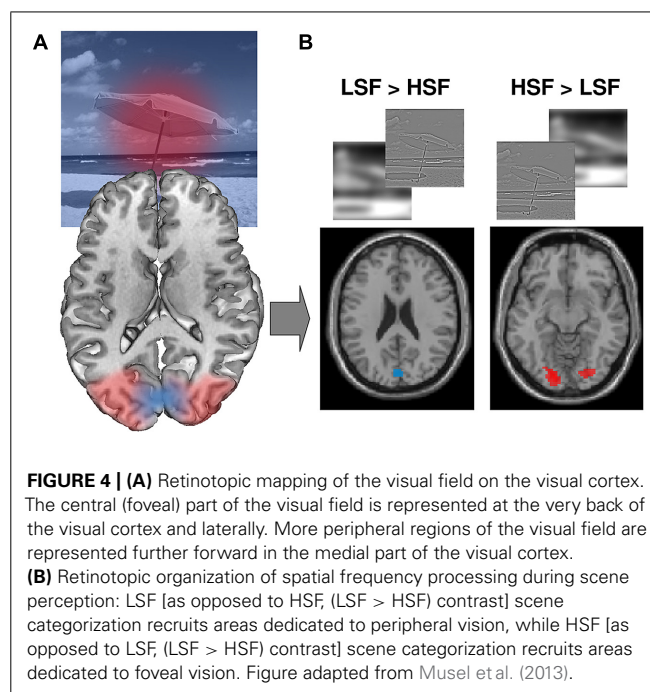 A
B
LSF > HSF
HSF > LSF
FIGURE 4 | (A) Retinotopic mapping of the visual field on the visual cortex.
The central (foveal) part of the visual field is represented at the very back of
the visual cortex and laterally. More peripheral regions of the visual field are
represented further forward in the medial part of the visual cortex.
(B) Retinotopic organization of spatial frequency processing during scene
perception: LSF [as opposed to HSF, (LSF > HSF) contrast] scene
categorization recruits areas dedicated to peripheral vision, while HSF [as
opposed to LSF, (LSF > HSF) contrast] scene categorization recruits areas
dedicated to foveal vision. Figure adapted from Musel et al. (2013).